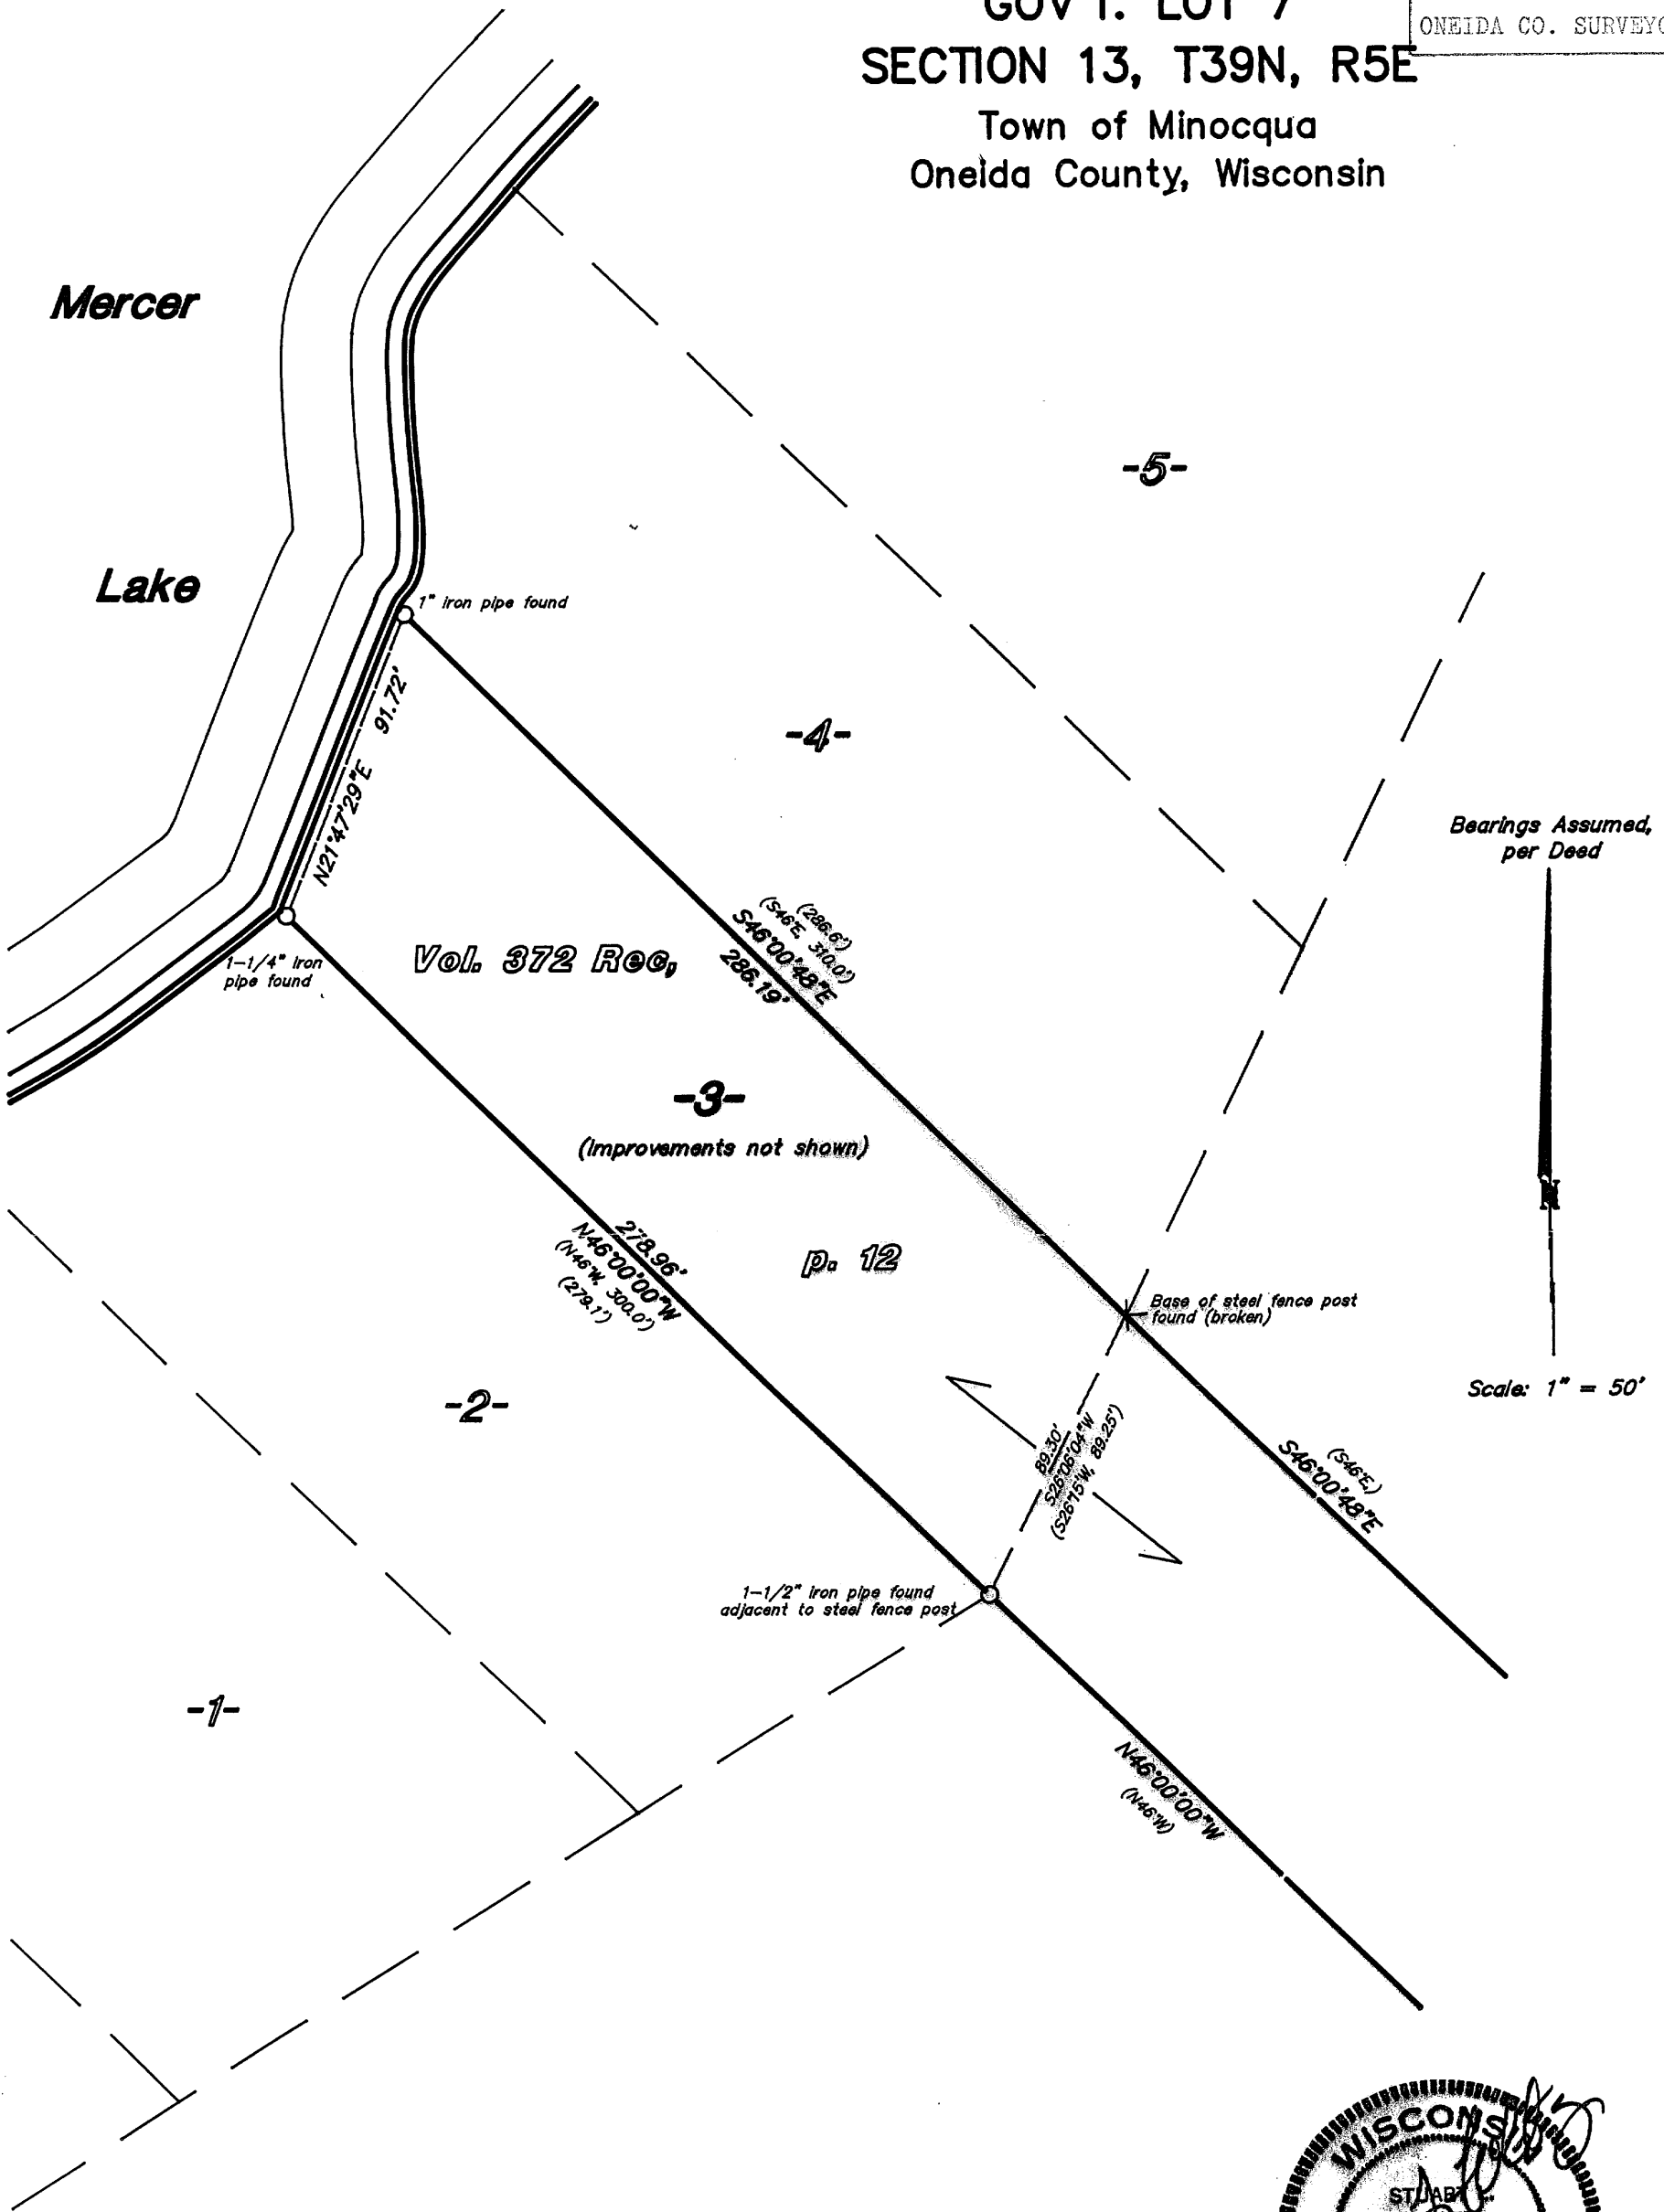 GOV'T. LOT 7
ONEIDA CO. SURVEYO
SECTION 13, T39N, R5E
Town of Minocqua
Oneida County, Wisconsin
Mercer
Lake
-5-
1" iron pipe found
91.72'
N21°47'29"E
-4-
Bearings Assumed,
per Deed
N
Scale: 1" = 50'
(286.6')
(S46°E, 310.0')
S46°00'48"E
286.19'
Vol. 372 Rec,
1-1/4" iron
pipe found
-3-
(Improvements not shown)
p. 12
278.96'
N46°00'00"W
(N46°W, 300.0')
(279.1')
Base of steel fence post
found (broken)
-2-
89.30'
S26°06'04"W
(S26°15'W, 89.25')
(S46°E,)
S46°00'48"E
1-1/2" iron pipe found
adjacent to steel fence post
-1-
N46°00'00"W
(N46°W)
WISCONSIN
STUART